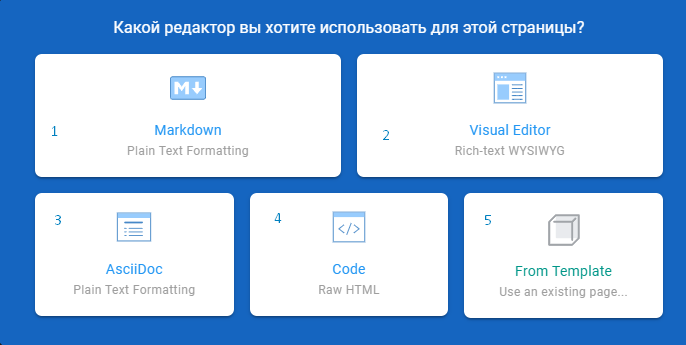 Какой редактор вы хотите использовать для этой страницы?
M
1
Markdown
Plain Text Formatting
2
Visual Editor
Rich-text WYSIWYG
3
AsciiDoc
Plain Text Formatting
4
</>
Code
Raw HTML
5
From Template
Use an existing page...